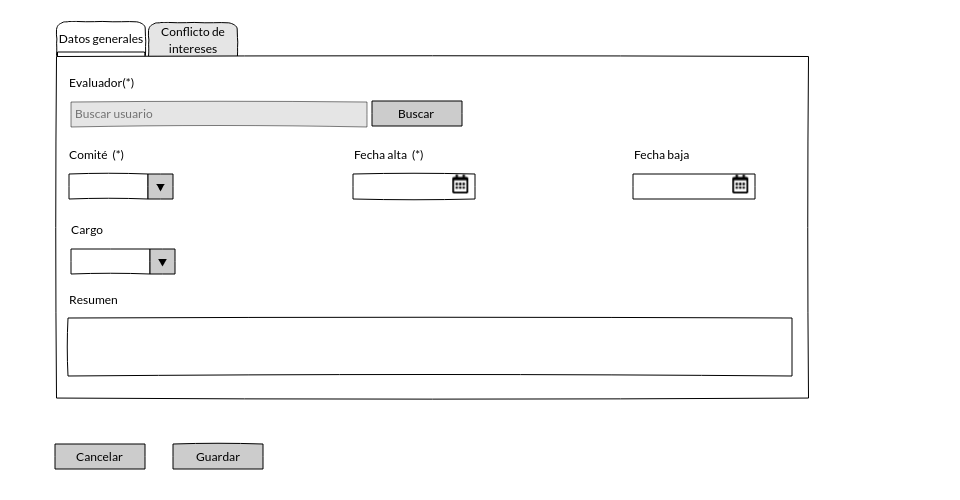 Datos generales
Conflicto de
intereses
Evaluador(*)
Buscar usuario
Buscar
Comité (*)
Fecha alta (*)
Fecha baja
Cargo
Resumen
Cancelar
Guardar